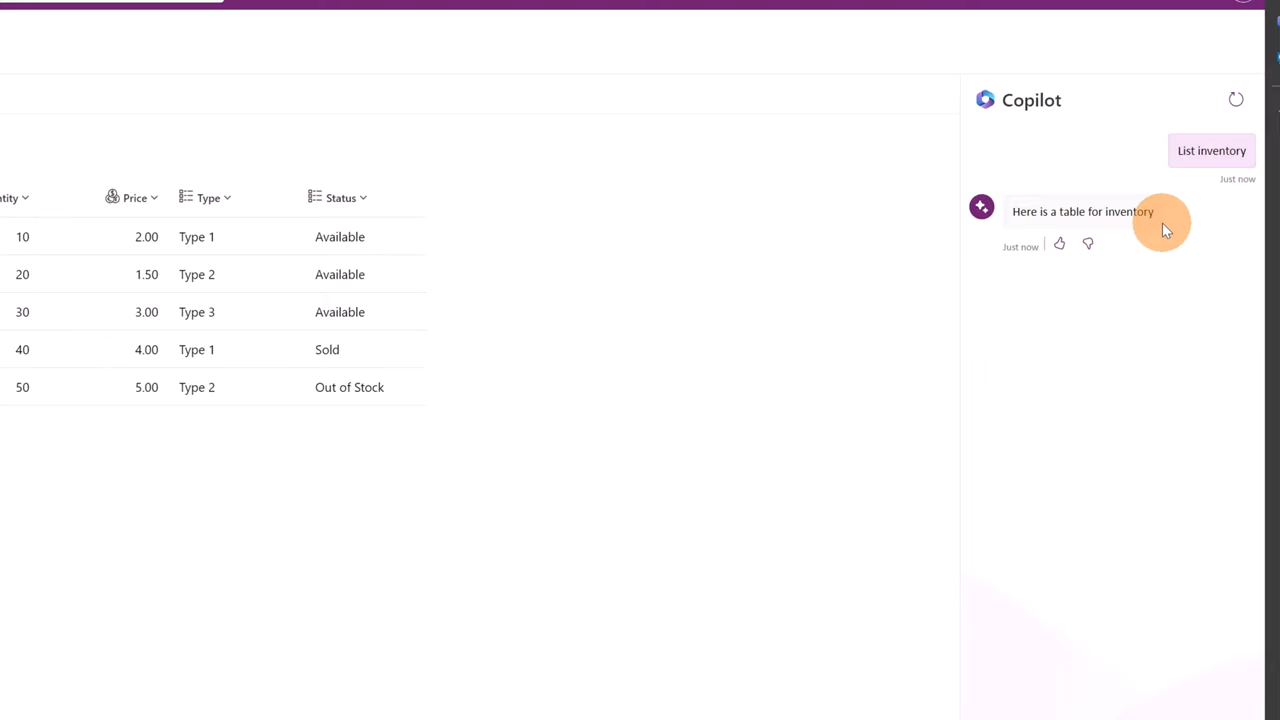 Copilot
List inventory
Just now
Here is a table for inventory
Just now
ntity Price Type Status
10 2.00 Type 1 Available
20 1.50 Type 2 Available
30 3.00 Type 3 Available
40 4.00 Type 1 Sold
50 5.00 Type 2 Out of Stock